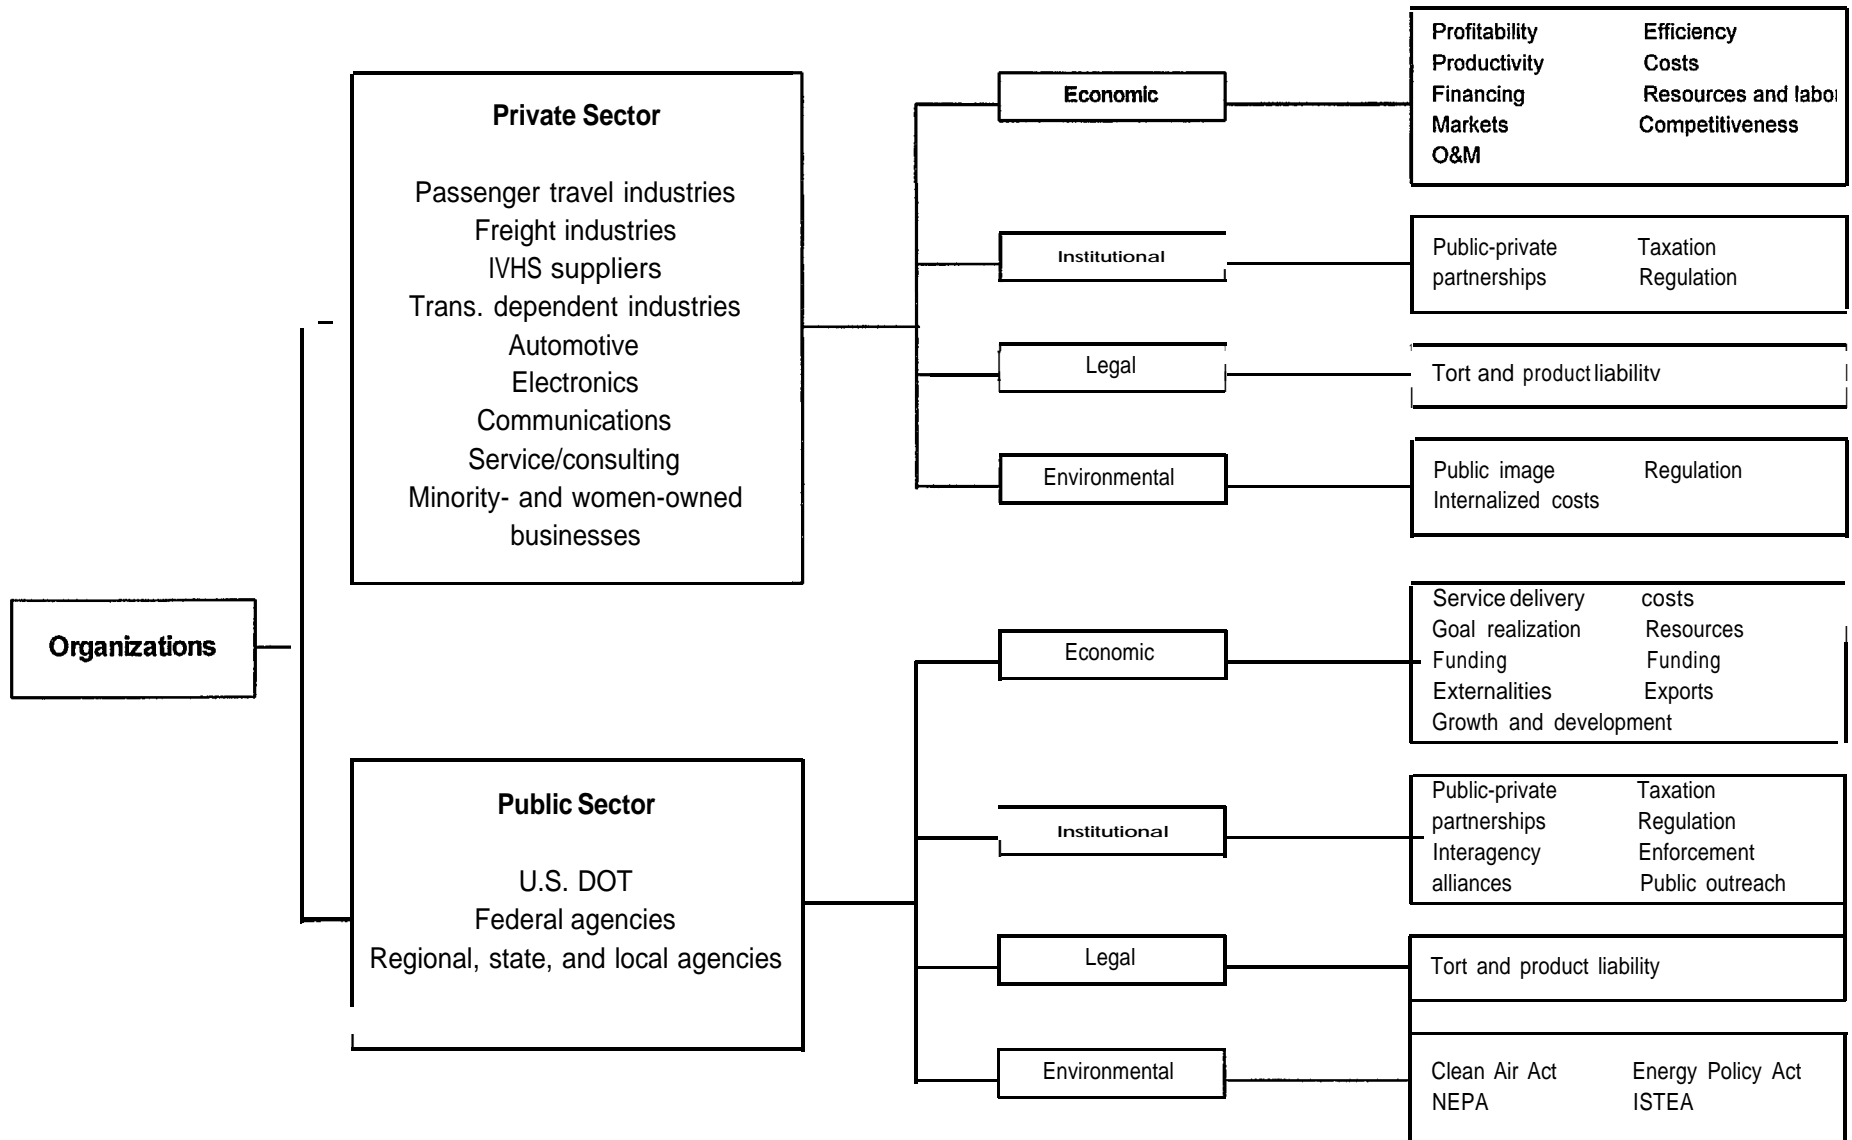 Organizations
Private Sector
Passenger travel industries
Freight industries
IVHS suppliers
Trans. dependent industries
Automotive
Electronics
Communications
Service/consulting
Minority- and women-owned
businesses
Economic
Profitability Efficiency
Productivity Costs
Financing Resources and labor
Markets Competitiveness
O&M
Institutional
Public-private Taxation
partnerships Regulation
Legal
Tort and product liability
Environmental
Public image Regulation
Internalized costs
Public Sector
U.S. DOT
Federal agencies
Regional, state, and local agencies
Economic
Service delivery costs
Goal realization Resources
Funding Funding
Externalities Exports
Growth and development
Institutional
Public-private Taxation
partnerships Regulation
Interagency Enforcement
alliances Public outreach
Legal
Tort and product liability
Environmental
Clean Air Act Energy Policy Act
NEPA ISTEA